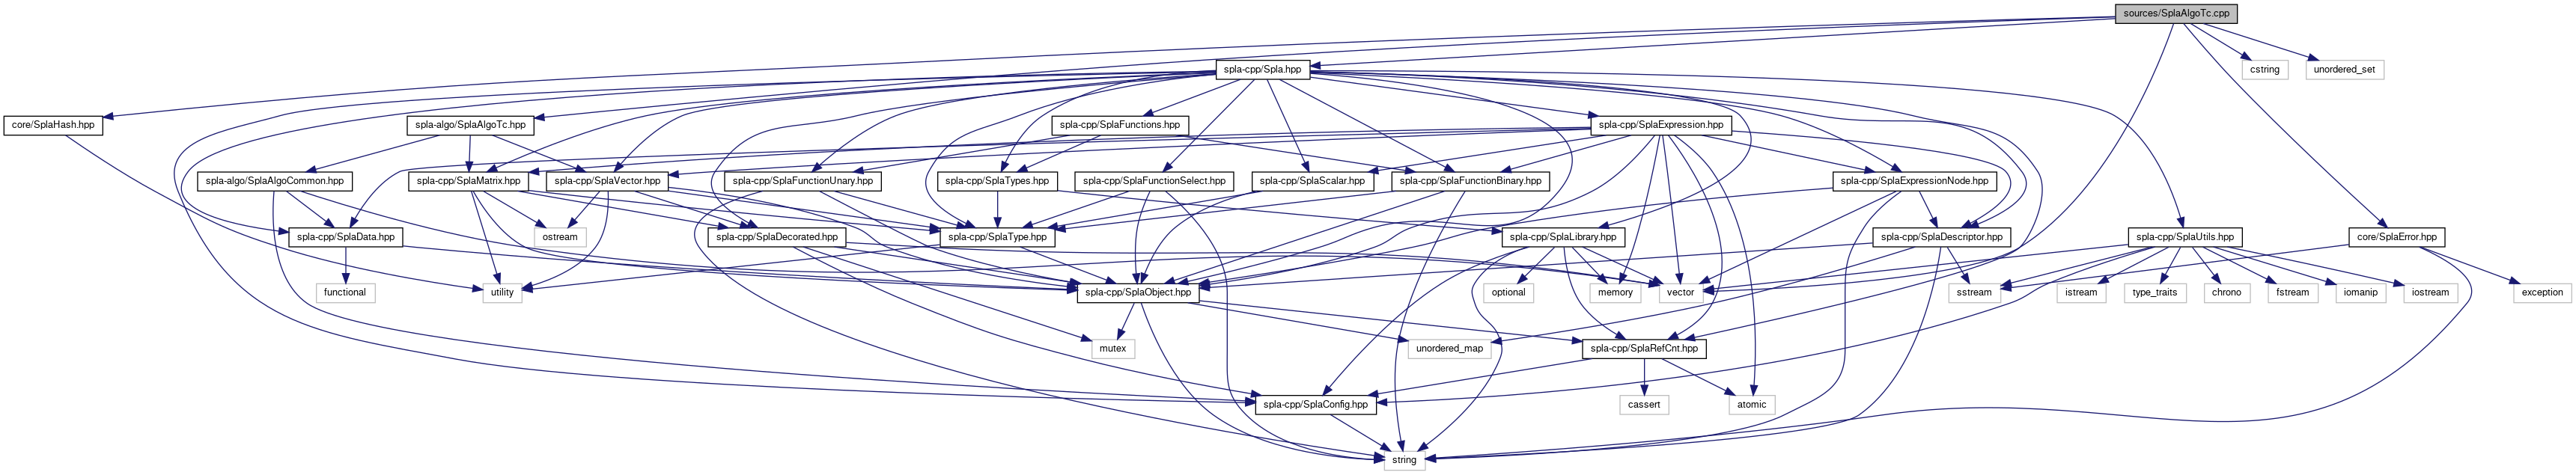 sources/SplaAlgoTc.cpp
spla-cpp/Spla.hpp
cstring
unordered_set
core/SplaHash.hpp
spla-algo/SplaAlgoTc.hpp
spla-cpp/SplaFunctions.hpp
spla-cpp/SplaExpression.hpp
spla-algo/SplaAlgoCommon.hpp
spla-cpp/SplaMatrix.hpp
spla-cpp/SplaVector.hpp
spla-cpp/SplaFunctionUnary.hpp
spla-cpp/SplaTypes.hpp
spla-cpp/SplaFunctionSelect.hpp
spla-cpp/SplaScalar.hpp
spla-cpp/SplaFunctionBinary.hpp
spla-cpp/SplaExpressionNode.hpp
spla-cpp/SplaData.hpp
ostream
spla-cpp/SplaDecorated.hpp
spla-cpp/SplaType.hpp
spla-cpp/SplaLibrary.hpp
spla-cpp/SplaDescriptor.hpp
spla-cpp/SplaUtils.hpp
core/SplaError.hpp
functional
utility
spla-cpp/SplaObject.hpp
optional
memory
vector
sstream
istream
type_traits
chrono
fstream
iomanip
iostream
exception
mutex
unordered_map
spla-cpp/SplaRefCnt.hpp
spla-cpp/SplaConfig.hpp
cassert
atomic
string